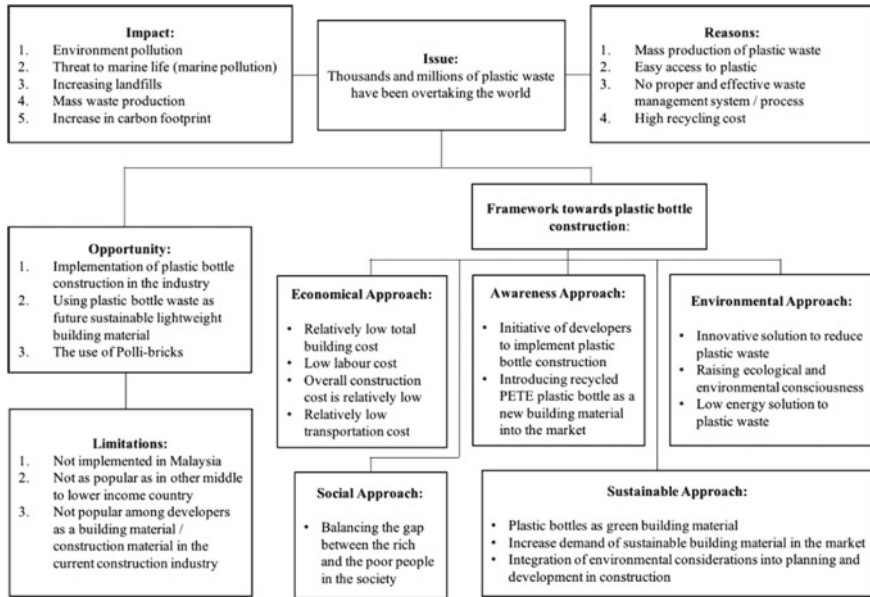 Impact:
1. Environment pollution
2. Threat to marine life (marine pollution)
3. Increasing landfills
4. Mass waste production
5. Increase in carbon footprint
Issue:
Thousands and millions of plastic waste
have been overtaking the world
Reasons:
1. Mass production of plastic waste
2. Easy access to plastic
3. No proper and effective waste
management system / process
4. High recycling cost
Opportunity:
1. Implementation of plastic bottle
construction in the industry
2. Using plastic bottle waste as
future sustainable lightweight
building material
3. The use of Polli-bricks
Limitations:
1. Not implemented in Malaysia
2. Not as popular as in other middle
to lower income country
3. Not popular among developers
as a building material /
construction material in the
current construction industry
Framework towards plastic bottle
construction:
Economical Approach:
• Relatively low total
building cost
• Low labour cost
• Overall construction
cost is relatively low
• Relatively low
transportation cost
Awareness Approach:
• Initiative of developers
to implement plastic
bottle construction
• Introducing recycled
PETE plastic bottle as a
new building material
into the market
Environmental Approach:
• Innovative solution to reduce
plastic waste
• Raising ecological and
environmental consciousness
• Low energy solution to
plastic waste
Social Approach:
• Balancing the gap
between the rich
and the poor people
in the society
Sustainable Approach:
• Plastic bottles as green building material
• Increase demand of sustainable building material in the market
• Integration of environmental considerations into planning and
development in construction